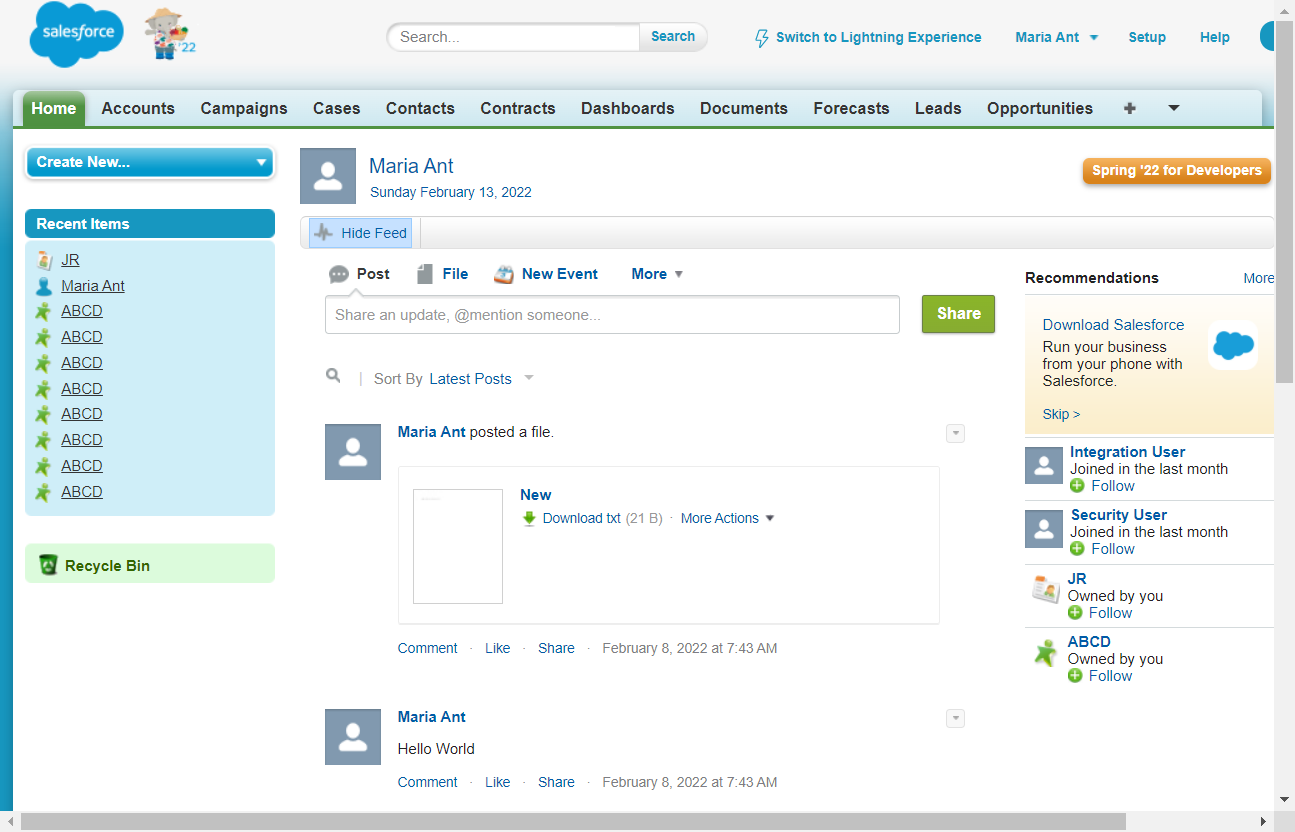 salesforce
'22
Search...
Search
Switch to Lightning Experience
Maria Ant
Setup
Help
Home
Accounts
Campaigns
Cases
Contacts
Contracts
Dashboards
Documents
Forecasts
Leads
Opportunities
Create New...
Recent Items
JR
Maria Ant
ABCD
ABCD
ABCD
ABCD
ABCD
ABCD
ABCD
ABCD
Recycle Bin
Maria Ant
Sunday February 13, 2022
Spring '22 for Developers
Hide Feed
Post
File
New Event
More
Share an update, @mention someone...
Share
Sort By Latest Posts
Maria Ant posted a file.
New
Download txt (21 B) · More Actions
Comment · Like · Share · February 8, 2022 at 7:43 AM
Maria Ant
Hello World
Comment · Like · Share · February 8, 2022 at 7:43 AM
Recommendations
More
Download Salesforce
Run your business
from your phone with
Salesforce.
Skip >
Integration User
Joined in the last month
Follow
Security User
Joined in the last month
Follow
JR
Owned by you
Follow
ABCD
Owned by you
Follow